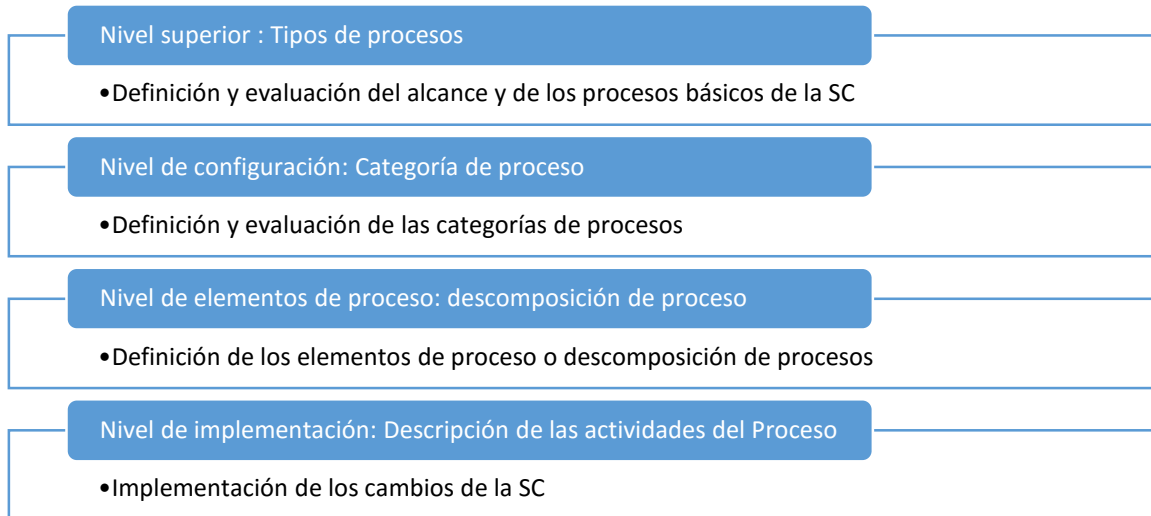 Nivel superior : Tipos de procesos
•Definición y evaluación del alcance y de los procesos básicos de la SC
Nivel de configuración: Categoría de proceso
•Definición y evaluación de las categorías de procesos
Nivel de elementos de proceso: descomposición de proceso
•Definición de los elementos de proceso o descomposición de procesos
Nivel de implementación: Descripción de las actividades del Proceso
•Implementación de los cambios de la SC